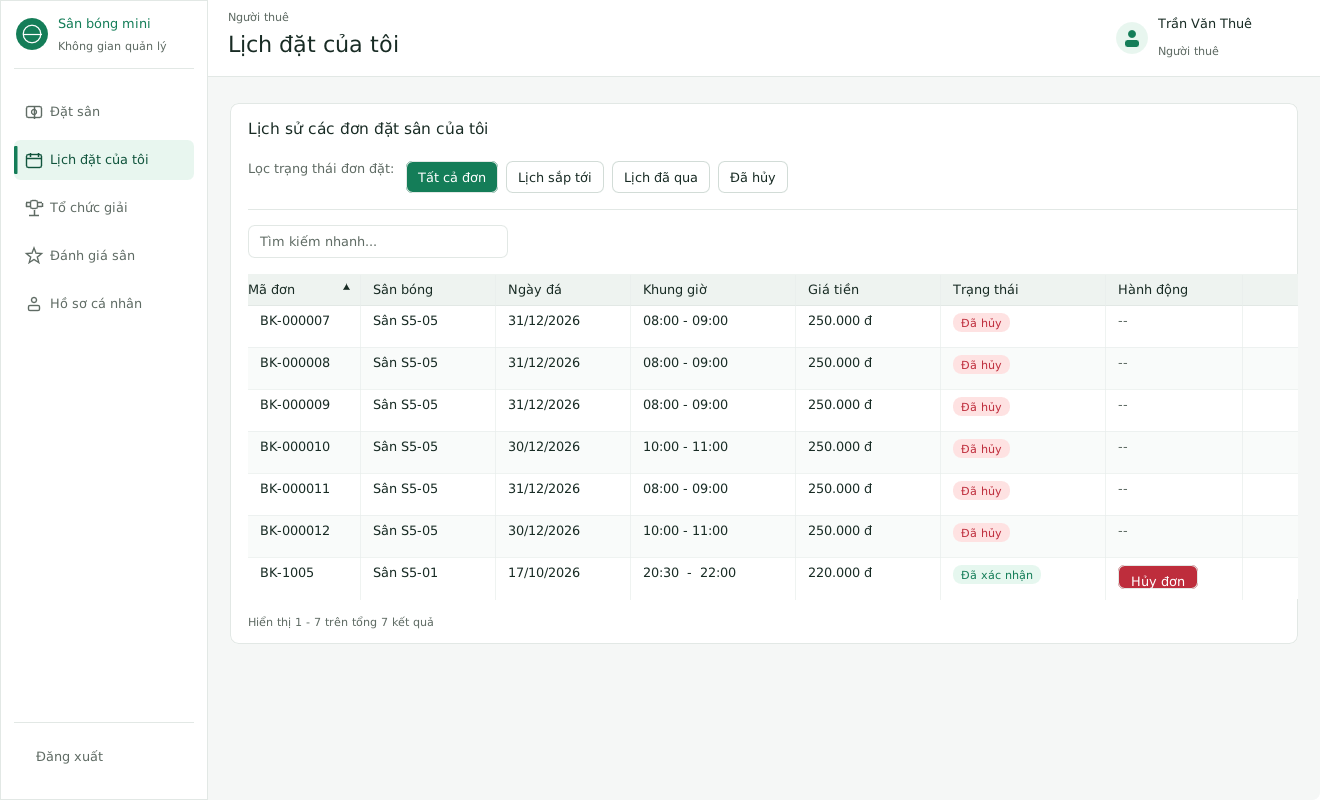 Sân bóng mini
Không gian quản lý
Người thuê
Lịch đặt của tôi
Trần Văn Thuê
Người thuê
Đặt sân
Lịch đặt của tôi
Tổ chức giải
Đánh giá sân
Hồ sơ cá nhân
Đăng xuất
Lịch sử các đơn đặt sân của tôi
Lọc trạng thái đơn đặt: Tất cả đơn Lịch sắp tới Lịch đã qua Đã hủy
Tìm kiếm nhanh...
Mã đơn Sân bóng Ngày đá Khung giờ Giá tiền Trạng thái Hành động
BK-000007 Sân S5-05 31/12/2026 08:00 - 09:00 250.000 đ Đã hủy --
BK-000008 Sân S5-05 31/12/2026 08:00 - 09:00 250.000 đ Đã hủy --
BK-000009 Sân S5-05 31/12/2026 08:00 - 09:00 250.000 đ Đã hủy --
BK-000010 Sân S5-05 30/12/2026 10:00 - 11:00 250.000 đ Đã hủy --
BK-000011 Sân S5-05 31/12/2026 08:00 - 09:00 250.000 đ Đã hủy --
BK-000012 Sân S5-05 30/12/2026 10:00 - 11:00 250.000 đ Đã hủy --
BK-1005 Sân S5-01 17/10/2026 20:30 - 22:00 220.000 đ Đã xác nhận Hủy đơn
Hiển thị 1 - 7 trên tổng 7 kết quả